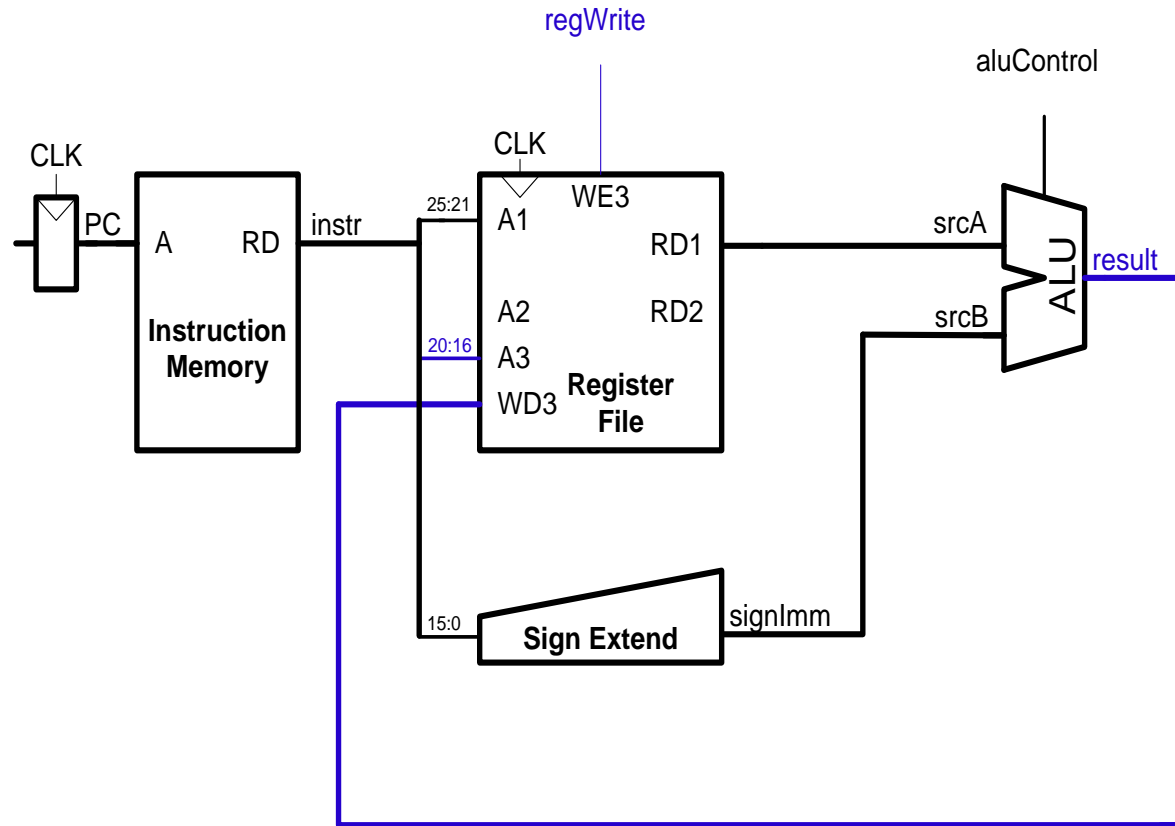 regWrite
aluControl
CLK
CLK
PC
A
RD
instr
25:21
A1
WE3
RD1
srcA
ALU
result
A2
RD2
srcB
Instruction
Memory
20:16
A3
WD3
Register
File
15:0
Sign Extend
signImm